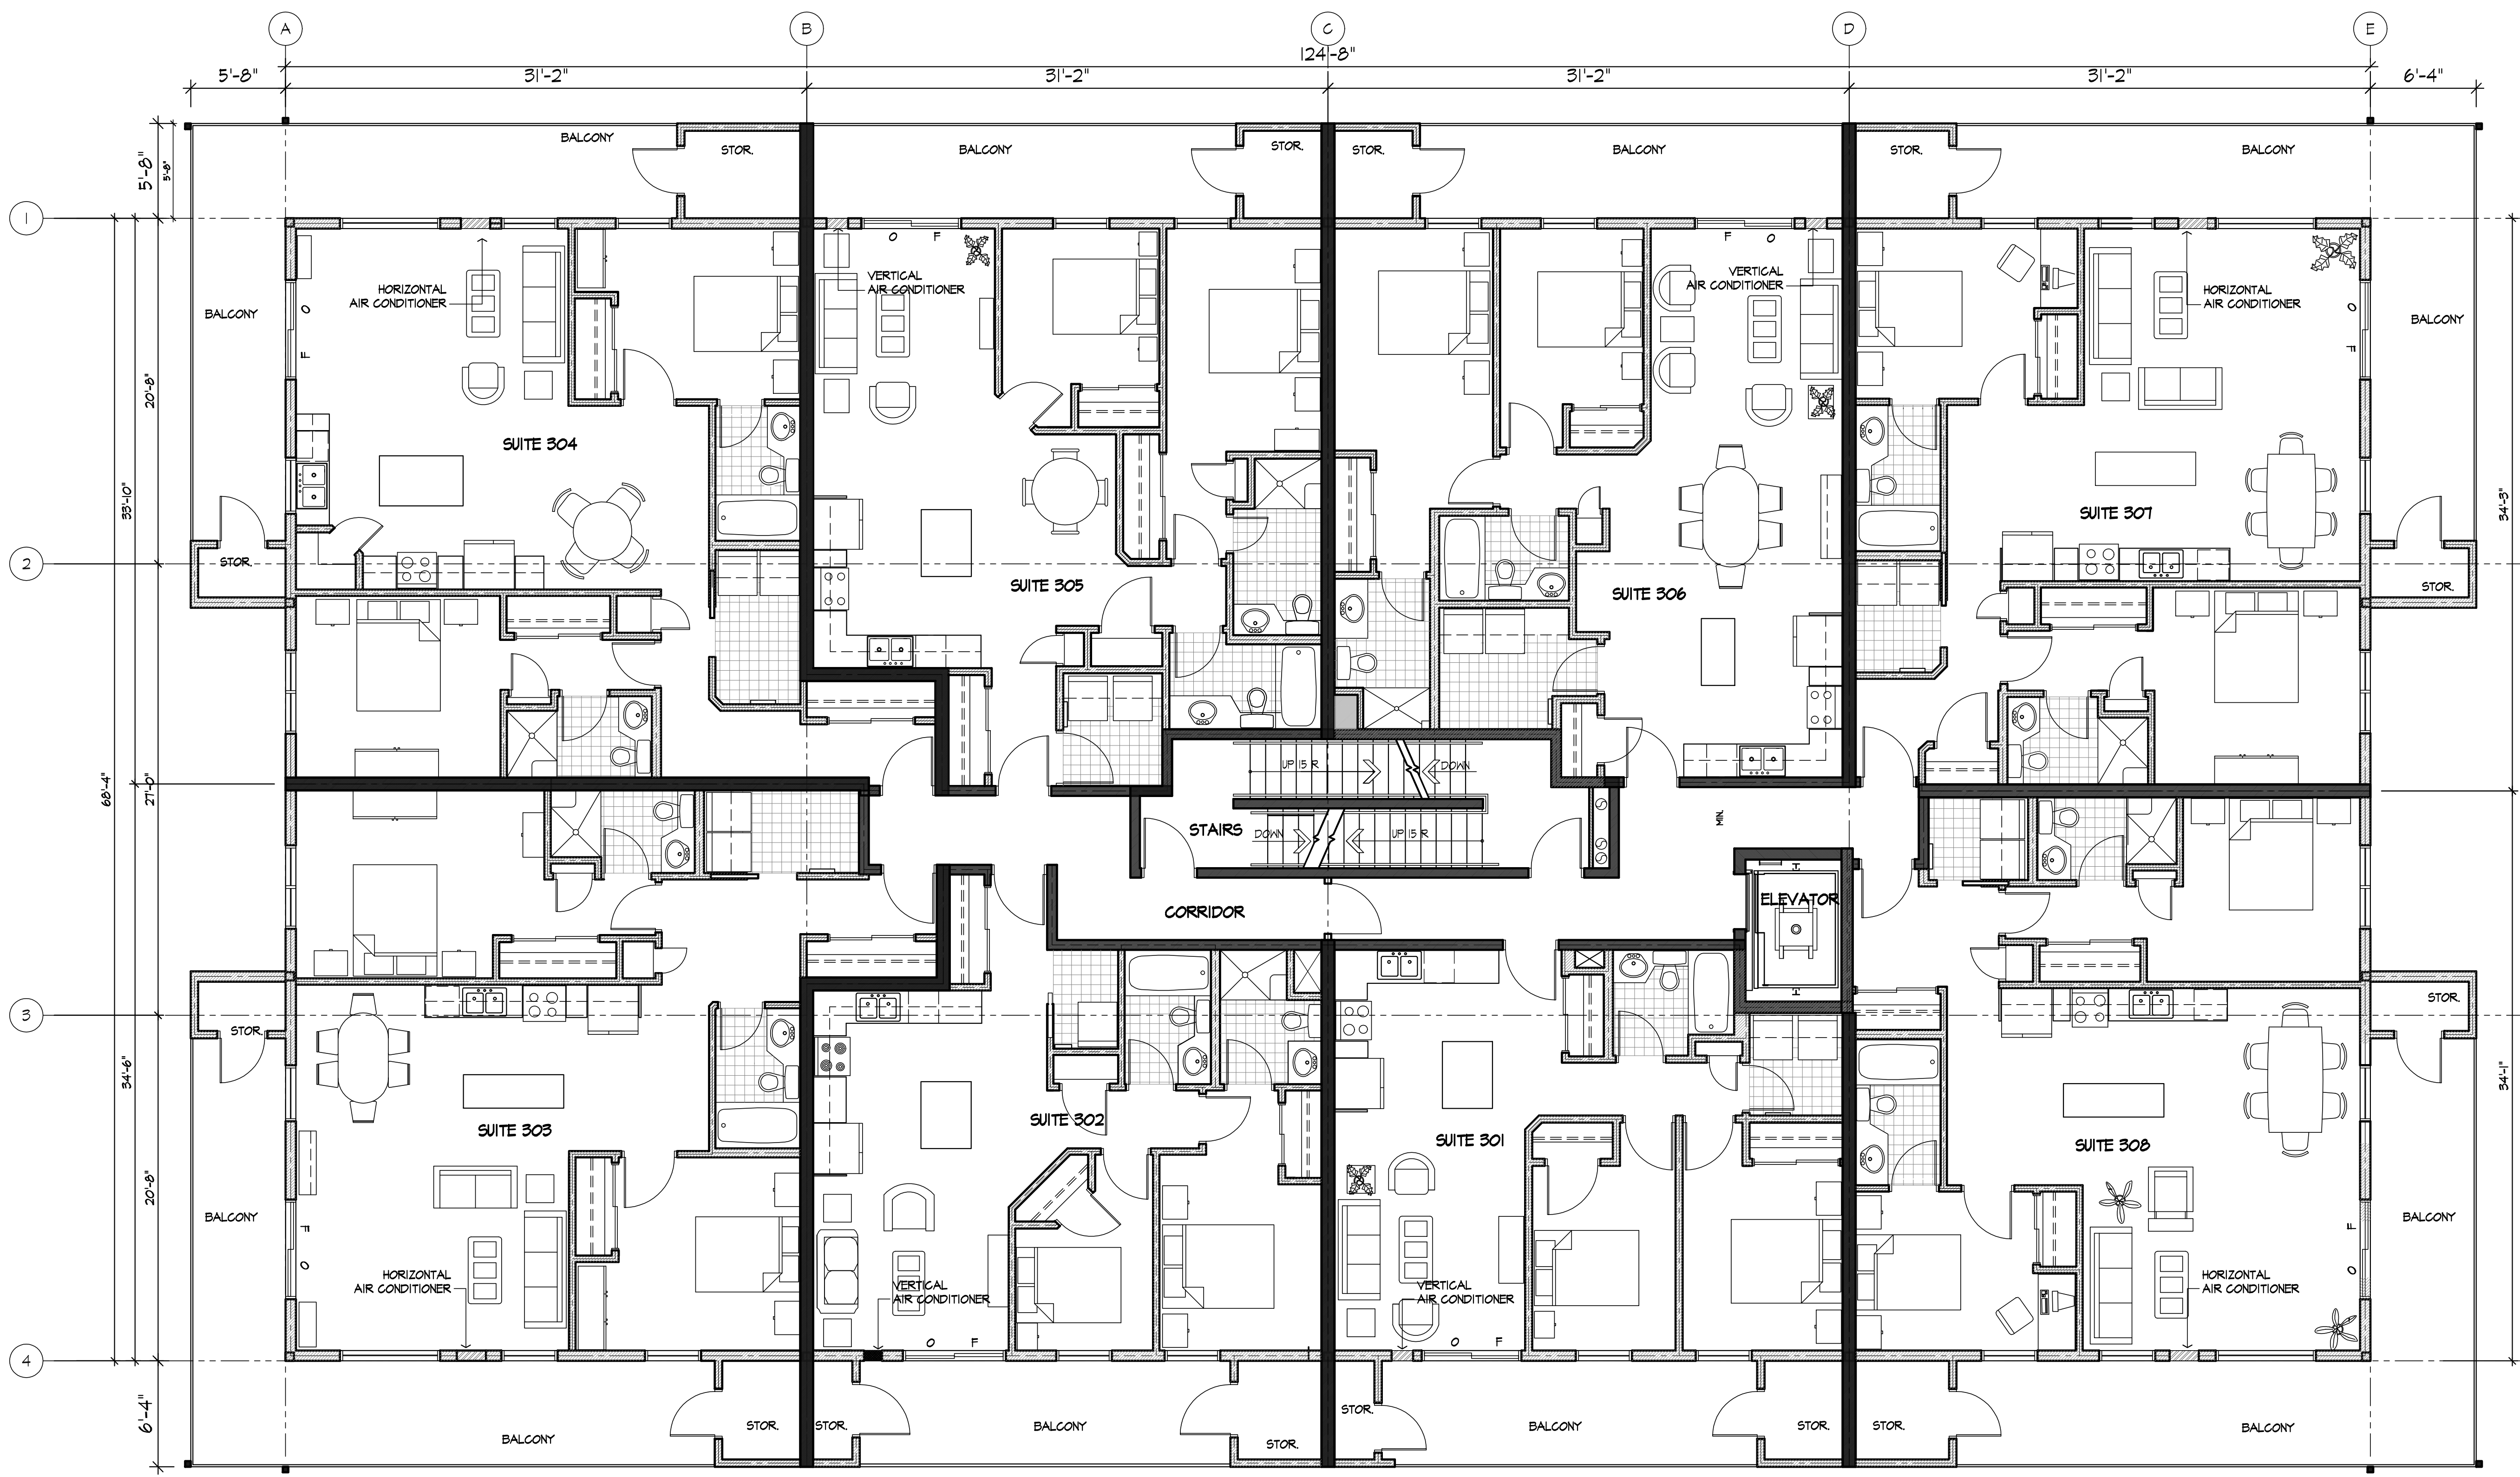 A
B
C
D
E
124'-8"
5'-8"
31'-2"
31'-2"
31'-2"
31'-2"
6'-4"
5'-8"
5'-8"
BALCONY
STOR.
BALCONY
STOR.
STOR.
BALCONY
STOR.
BALCONY
1
O
F
F
O
HORIZONTAL
AIR CONDITIONER
VERTICAL
AIR CONDITIONER
VERTICAL
AIR CONDITIONER
HORIZONTAL
AIR CONDITIONER
BALCONY
O
F
O
F
BALCONY
20'-8"
SUITE 304
33'-10"
34'-3"
SUITE 307
2
STOR.
SUITE 305
SUITE 306
STOR.
68'-4"
27'-0"
UP 15 R
DOWN
STAIRS
DOWN
UP 15 R
MIN.
ELEVATOR
CORRIDOR
3
STOR.
STOR.
34'-6"
34'-1"
SUITE 303
SUITE 302
SUITE 301
SUITE 308
20'-8"
BALCONY
F
O
F
O
BALCONY
HORIZONTAL
AIR CONDITIONER
VERTICAL
AIR CONDITIONER
VERTICAL
AIR CONDITIONER
HORIZONTAL
AIR CONDITIONER
O
F
O
F
4
6'-4"
BALCONY
STOR.
STOR.
BALCONY
STOR.
STOR.
BALCONY
STOR.
STOR.
BALCONY